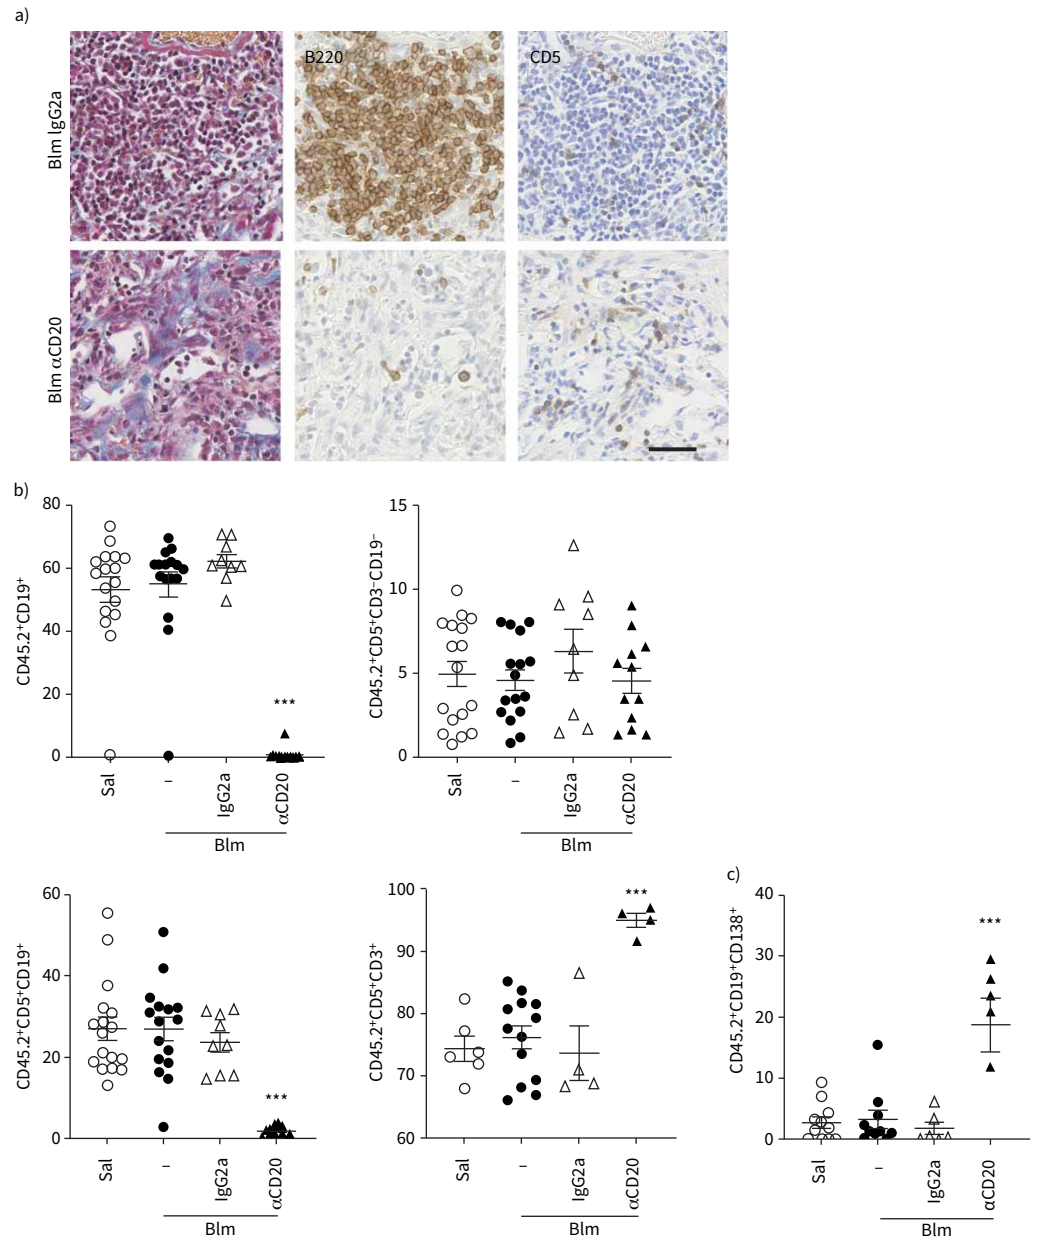 a)
B220
CD5
Blm IgG2a
Blm αCD20
b)
80
60
40
20
0
CD45.2⁺CD19⁺
***
Sal
–
IgG2a
αCD20
Blm
15
10
5
0
CD45.2⁺CD5⁺CD3⁻CD19⁻
Sal
–
IgG2a
αCD20
Blm
60
40
20
0
CD45.2⁺CD5⁺CD19⁺
***
Sal
–
IgG2a
αCD20
Blm
100
90
80
70
60
CD45.2⁺CD5⁺CD3⁺
***
Sal
–
IgG2a
αCD20
Blm
c)
40
30
20
10
0
CD45.2⁺CD19⁺CD138⁺
***
Sal
–
IgG2a
αCD20
Blm